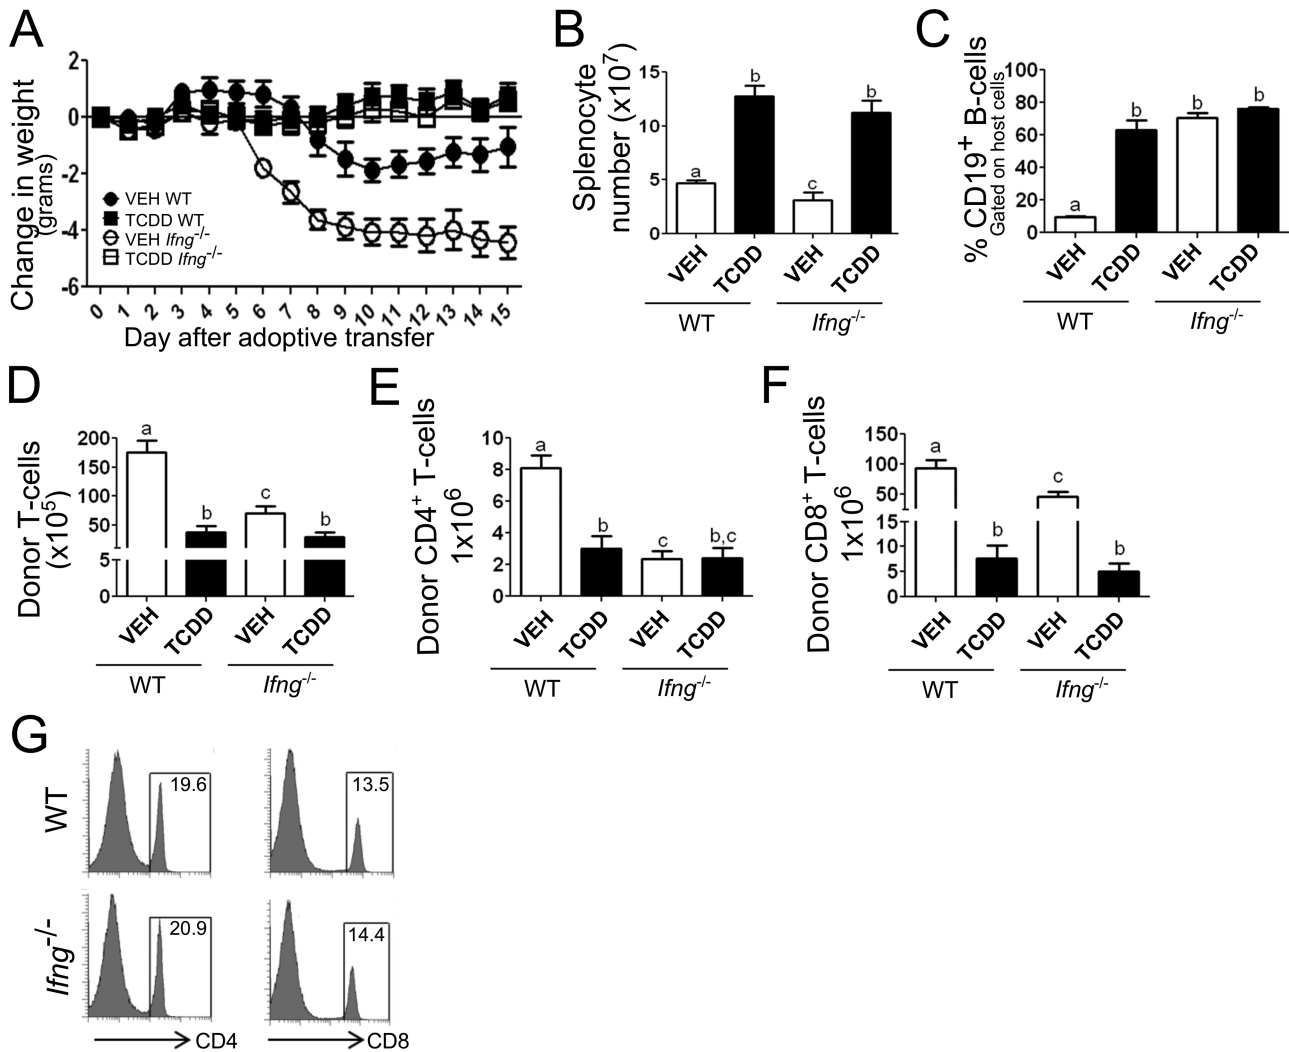 A
Change in weight
(grams)
2
0
-2
-4
-6
VEH WT
TCDD WT
VEH Ifng-/-
TCDD Ifng-/-
0 1 2 3 4 5 6 7 8 9 10 11 12 13 14 15
Day after adoptive transfer
B
Splenocyte
number (x10⁷)
15
10
5
0
a b c b
VEH TCDD VEH TCDD
WT Ifng-/-
C
% CD19⁺ B-cells
Gated on host cells
100
80
60
40
20
0
a b b b
VEH TCDD VEH TCDD
WT Ifng-/-
D
Donor T-cells
(x10⁵)
200
150
100
50
5
0
a b c b
VEH TCDD VEH TCDD
WT Ifng-/-
E
Donor CD4⁺ T-cells
1x10⁶
10
8
6
4
2
0
a b c b,c
VEH TCDD VEH TCDD
WT Ifng-/-
F
Donor CD8⁺ T-cells
1x10⁶
150
100
50
15
10
5
0
a b c b
VEH TCDD VEH TCDD
WT Ifng-/-
G
WT
19.6 13.5
Ifng-/-
20.9 14.4
CD4 CD8